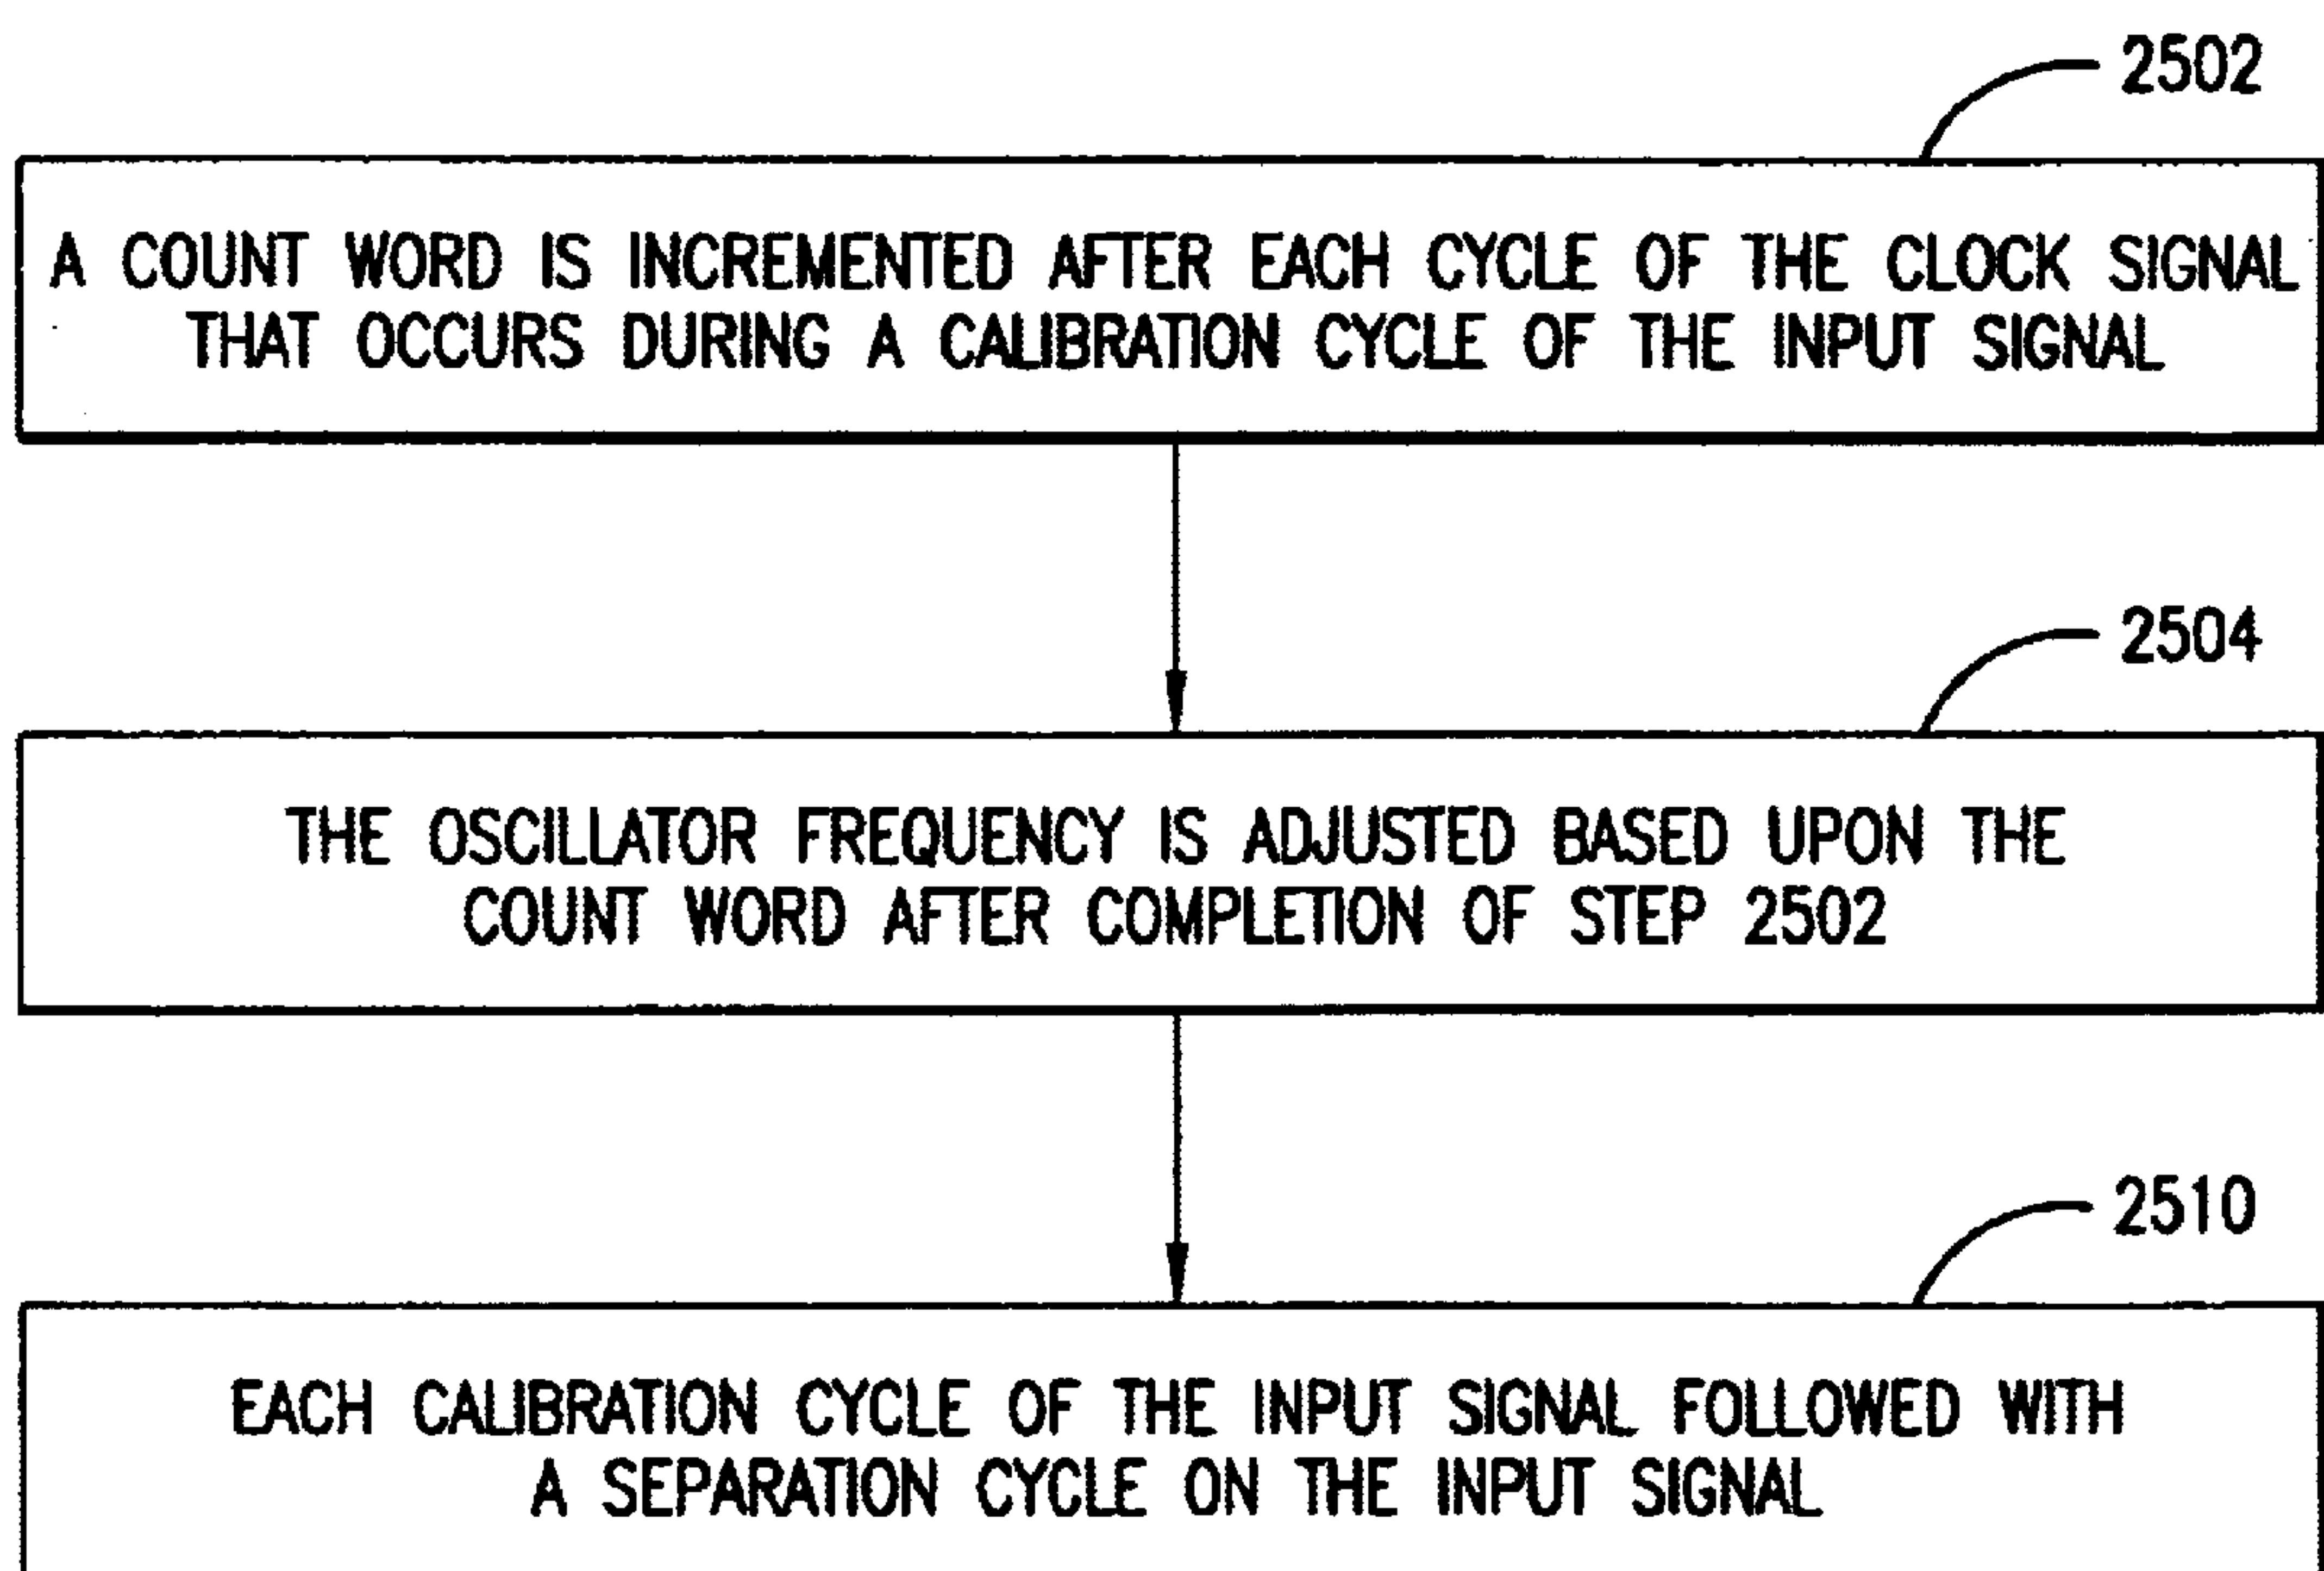 2502
A COUNT WORD IS INCREMENTED AFTER EACH CYCLE OF THE CLOCK SIGNAL
THAT OCCURS DURING A CALIBRATION CYCLE OF THE INPUT SIGNAL
2504
THE OSCILLATOR FREQUENCY IS ADJUSTED BASED UPON THE
COUNT WORD AFTER COMPLETION OF STEP 2502
2510
EACH CALIBRATION CYCLE OF THE INPUT SIGNAL FOLLOWED WITH
A SEPARATION CYCLE ON THE INPUT SIGNAL